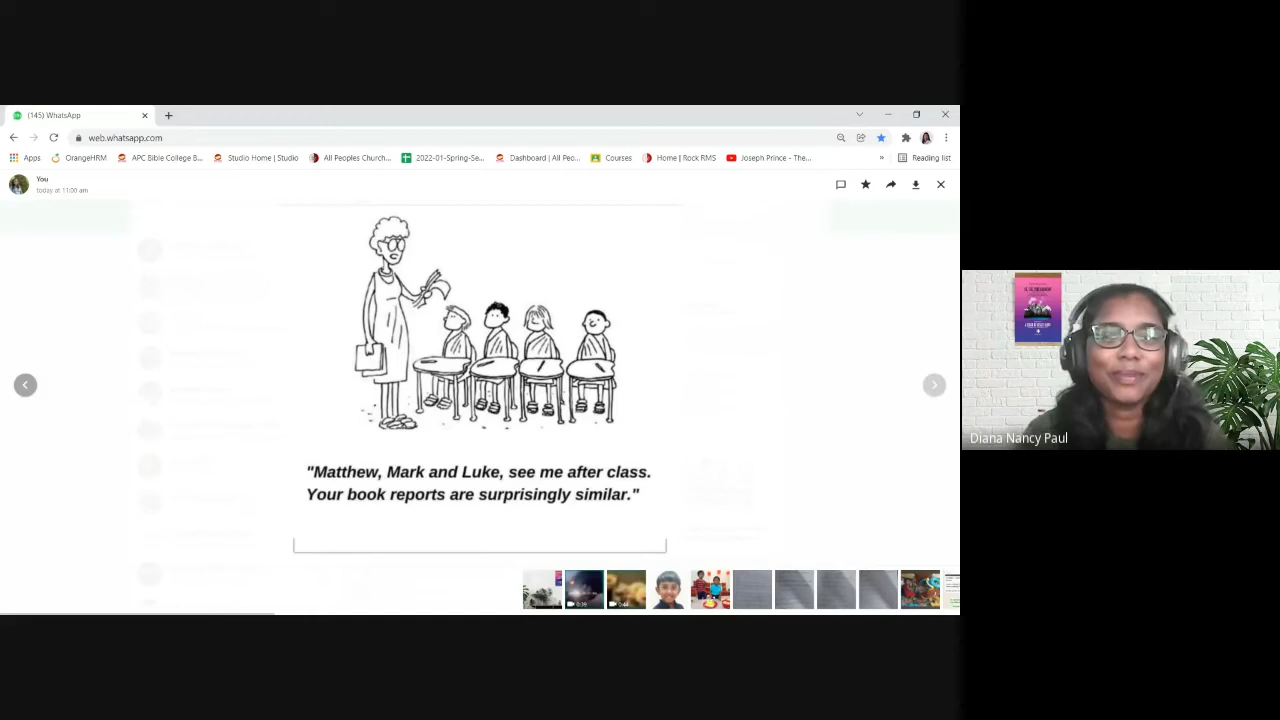 (145) WhatsApp
web.whatsapp.com
Apps OrangeHRM APC Bible College B... Studio Home | Studio All Peoples Church... 2022-01-Spring-Se... Dashboard | All Peo... Courses Home | Rock RMS Joseph Prince - The... » Reading list
You
today at 11:00 am
"Matthew, Mark and Luke, see me after class.
Your book reports are surprisingly similar."
Diana Nancy Paul